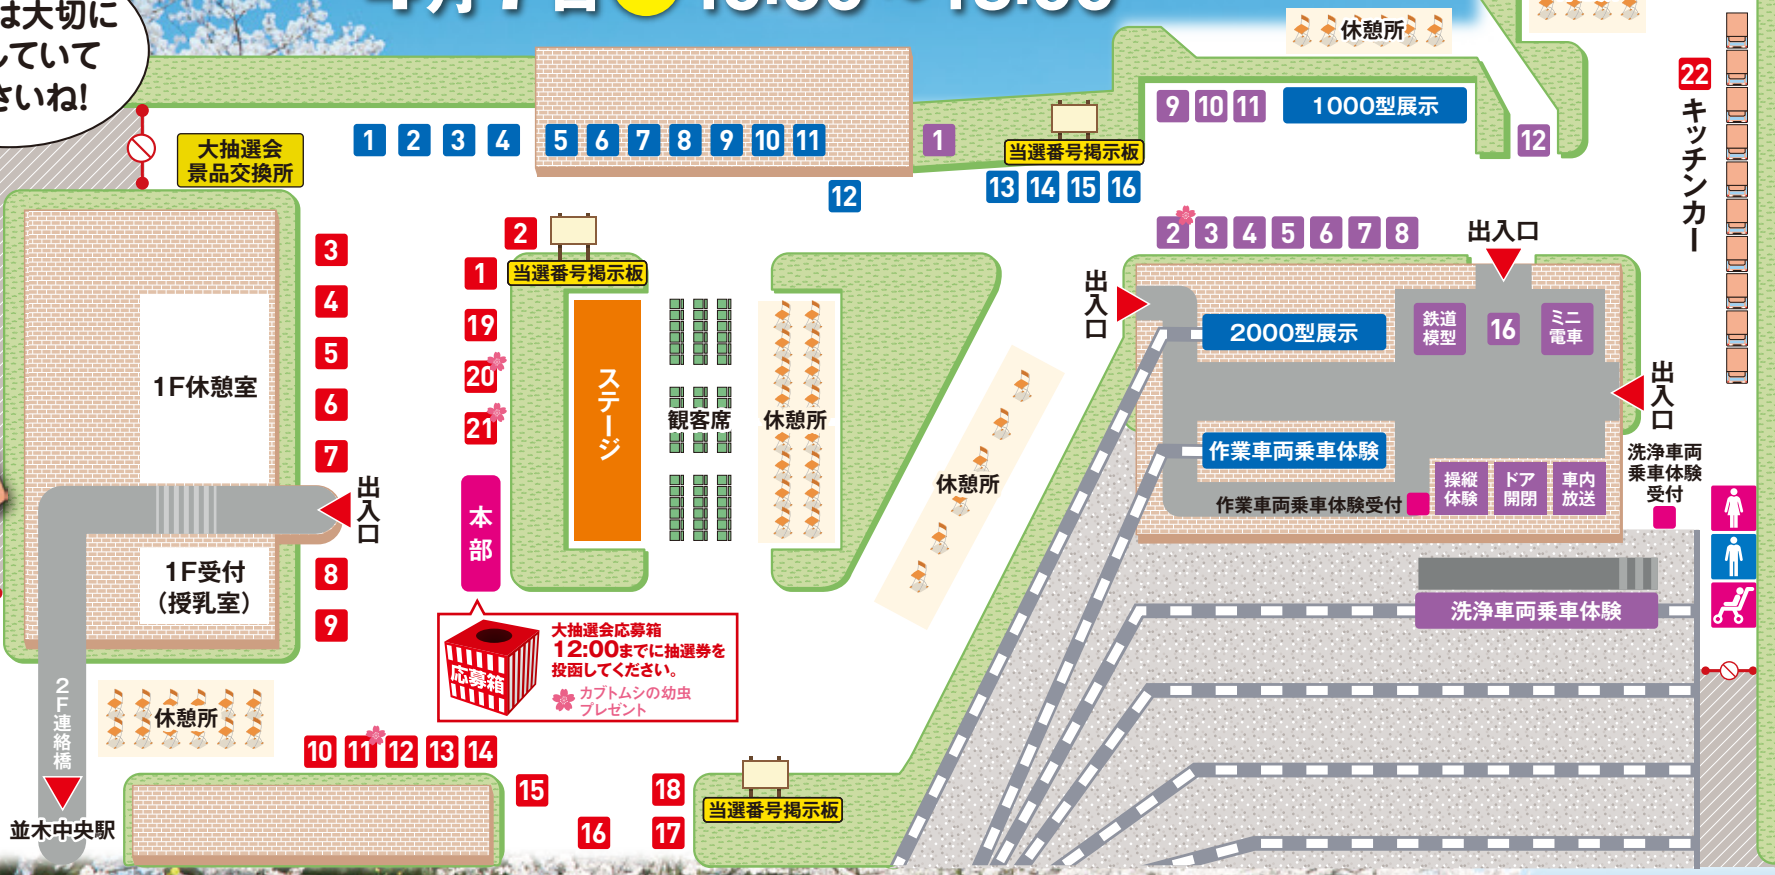 は大切に
していて
さいね!
大抽選会
景品交換所
1 2 3 4 5 6 7 8 9 10 11
12
1
当選番号掲示板
13 14 15 16
休憩所
9 10 11
1000型展示
12
22
キッチンカー
2 3 4 5 6 7 8
出入口
出入口
2000型展示
鉄道
模型
16
ミニ
電車
出入口
作業車両乗車体験
作業車両乗車体験受付
操縦
体験
ドア
開閉
車内
放送
洗浄車両
乗車体験
受付
洗浄車両乗車体験
3
4
5
6
7
8
9
1F休憩室
出入口
1F受付
(授乳室)
2F連絡橋
並木中央駅
休憩所
2
当選番号掲示板
1
19
20
21
本部
ステージ
観客席
休憩所
休憩所
応募箱
大抽選会応募箱
12:00までに抽選券を
投函してください。
カブトムシの幼虫
プレゼント
10 11 12 13 14
15
16
17
18
当選番号掲示板